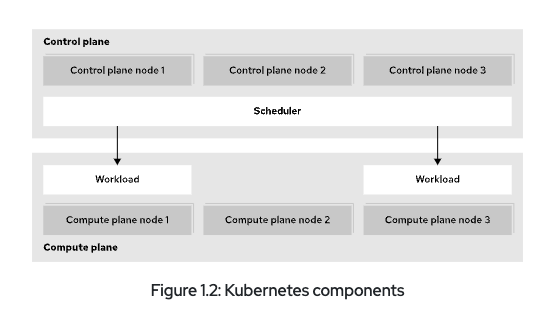 Control plane
Control plane node 1
Control plane node 2
Control plane node 3
Scheduler
Workload
Workload
Compute plane node 1
Compute plane node 2
Compute plane node 3
Compute plane
Figure 1.2: Kubernetes components